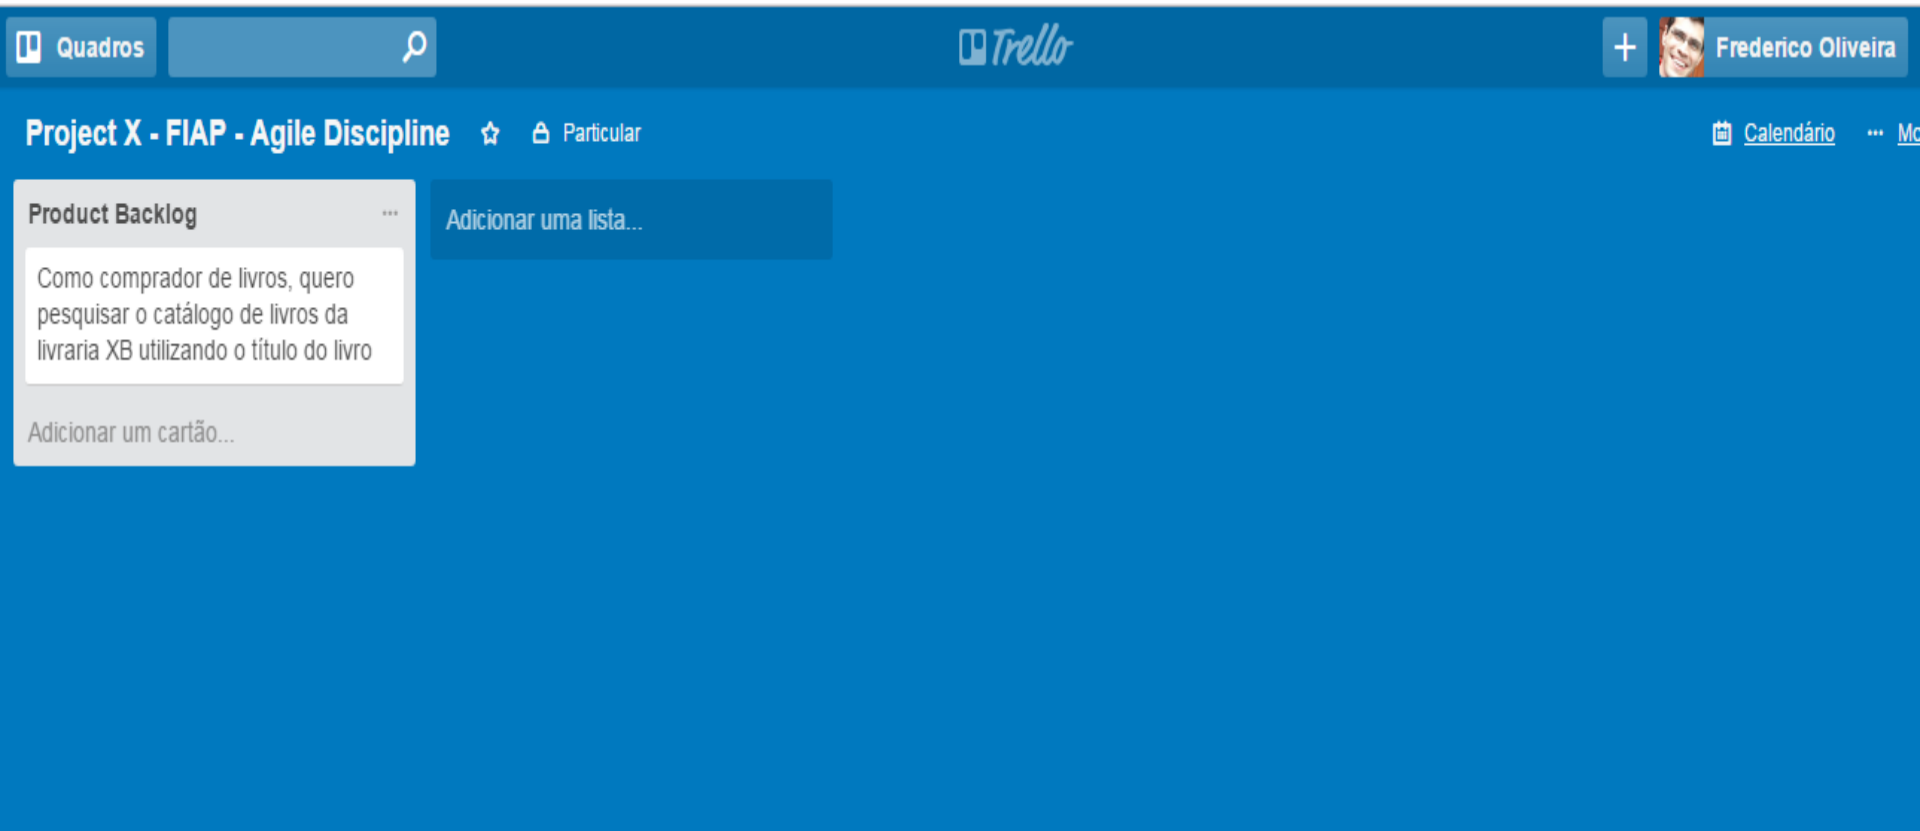 Quadros
Trello
Frederico Oliveira
Project X - FIAP - Agile Discipline
Particular
Calendário
Product Backlog
Adicionar uma lista...
Como comprador de livros, quero
pesquisar o catálogo de livros da
livraria XB utilizando o título do livro
Adicionar um cartão...